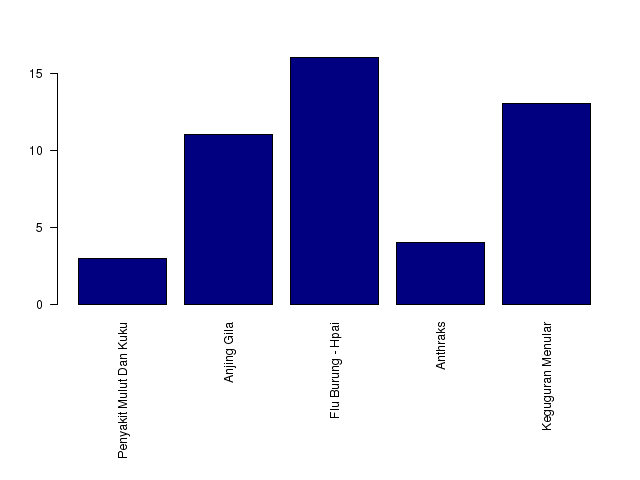 15
10
5
0
Penyakit Mulut Dan Kuku
Anjing Gila
Flu Burung - Hpai
Anthraks
Keguguran Menular